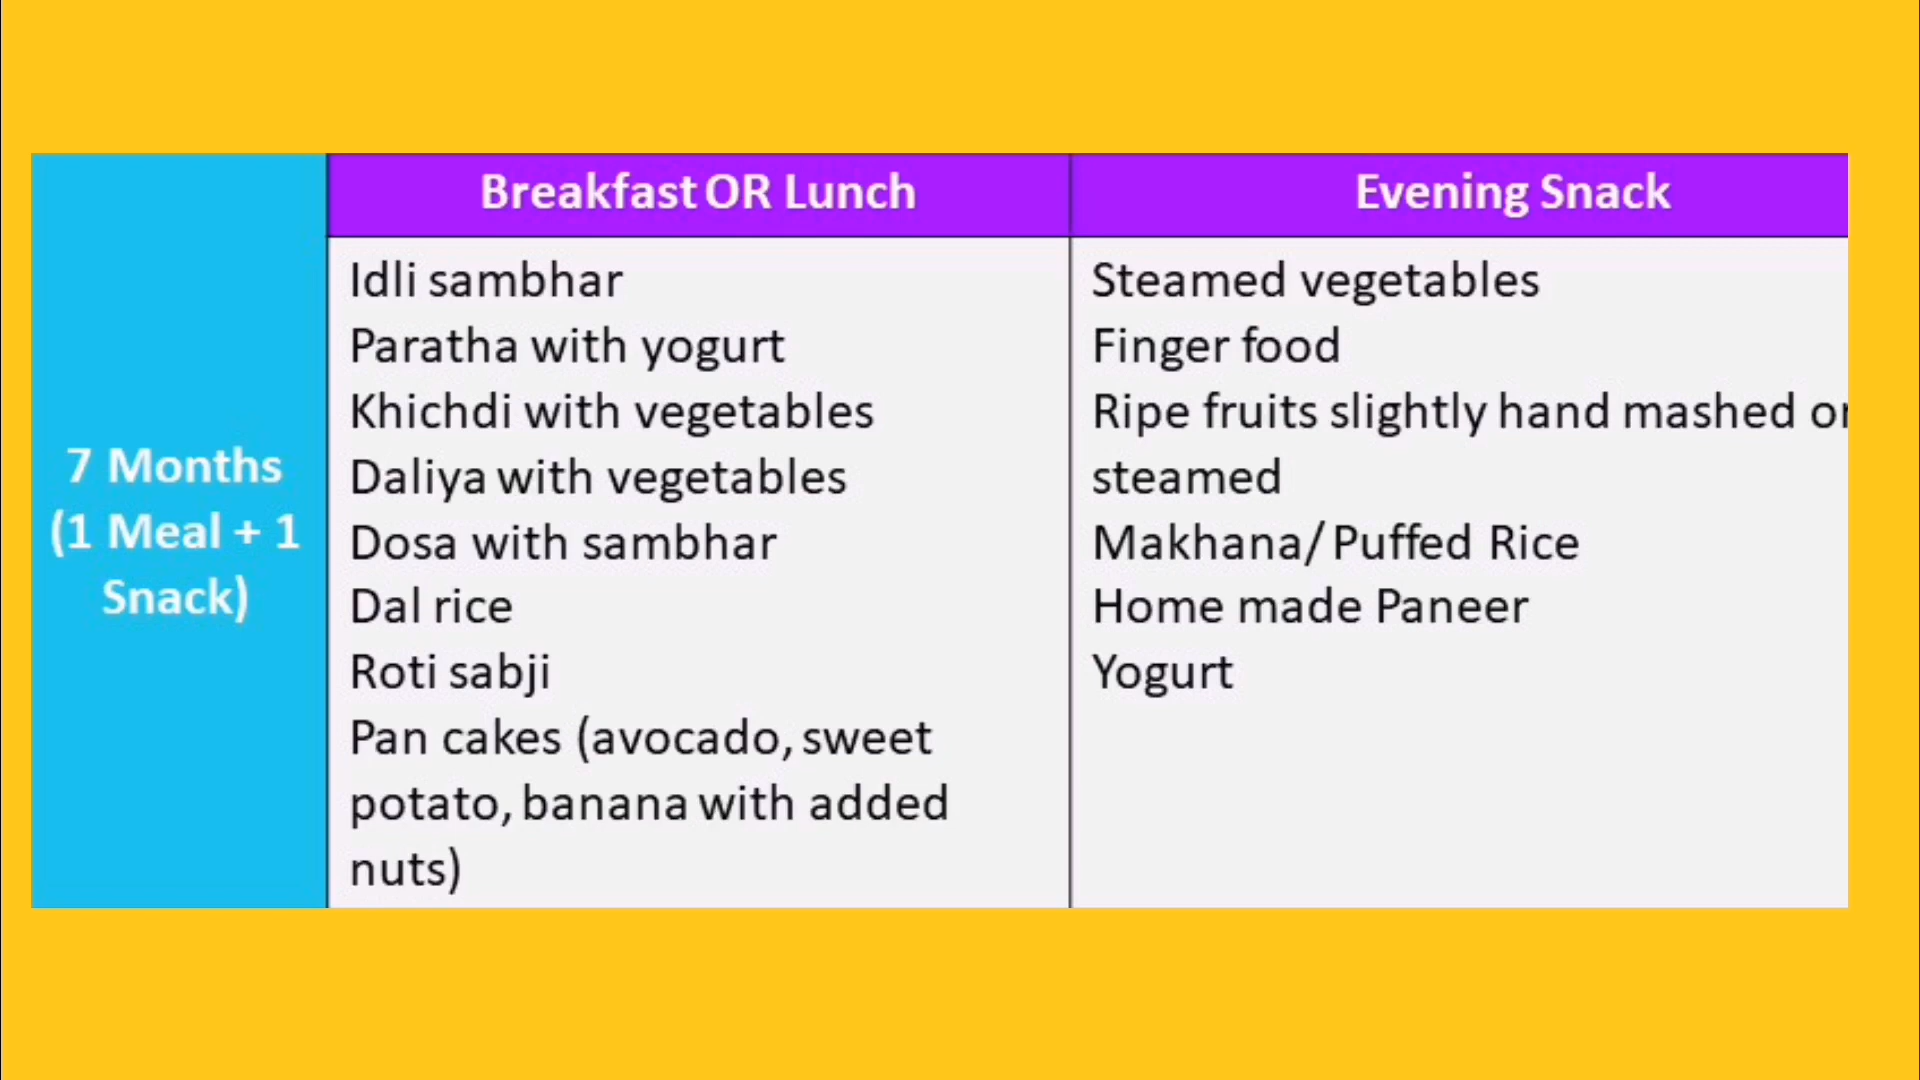 Breakfast OR Lunch
Evening Snack
7 Months
(1 Meal + 1
Snack)
Idli sambhar
Paratha with yogurt
Khichdi with vegetables
Daliya with vegetables
Dosa with sambhar
Dal rice
Roti sabji
Pan cakes (avocado, sweet
potato, banana with added
nuts)
Steamed vegetables
Finger food
Ripe fruits slightly hand mashed or
steamed
Makhana/ Puffed Rice
Home made Paneer
Yogurt